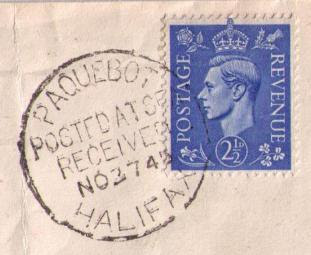 PAQUEBOT
POSTED AT SEA
RECEIVED
NO 3 74
HALIFAX
POSTAGE
REVENUE
2½D